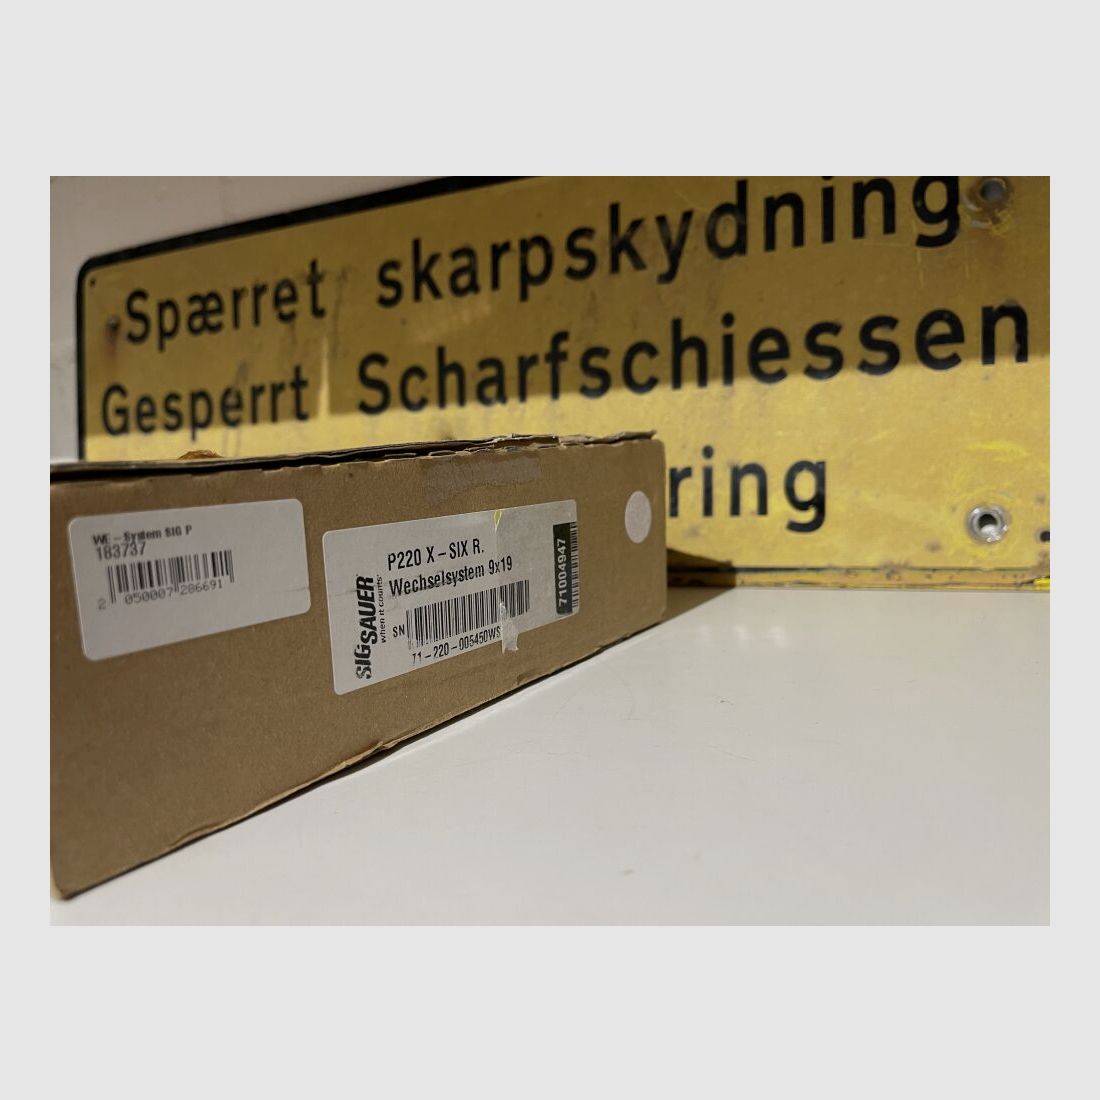 Spærret skarpskydning
Gesperrt Scharfschiessen
ring
WE-System SIG P
183737
2 050007 286691
SIG SAUER
when it counts
P220 X-SIX R.
Wechselsystem 9x19
SN
71-220-005450WS
71004947